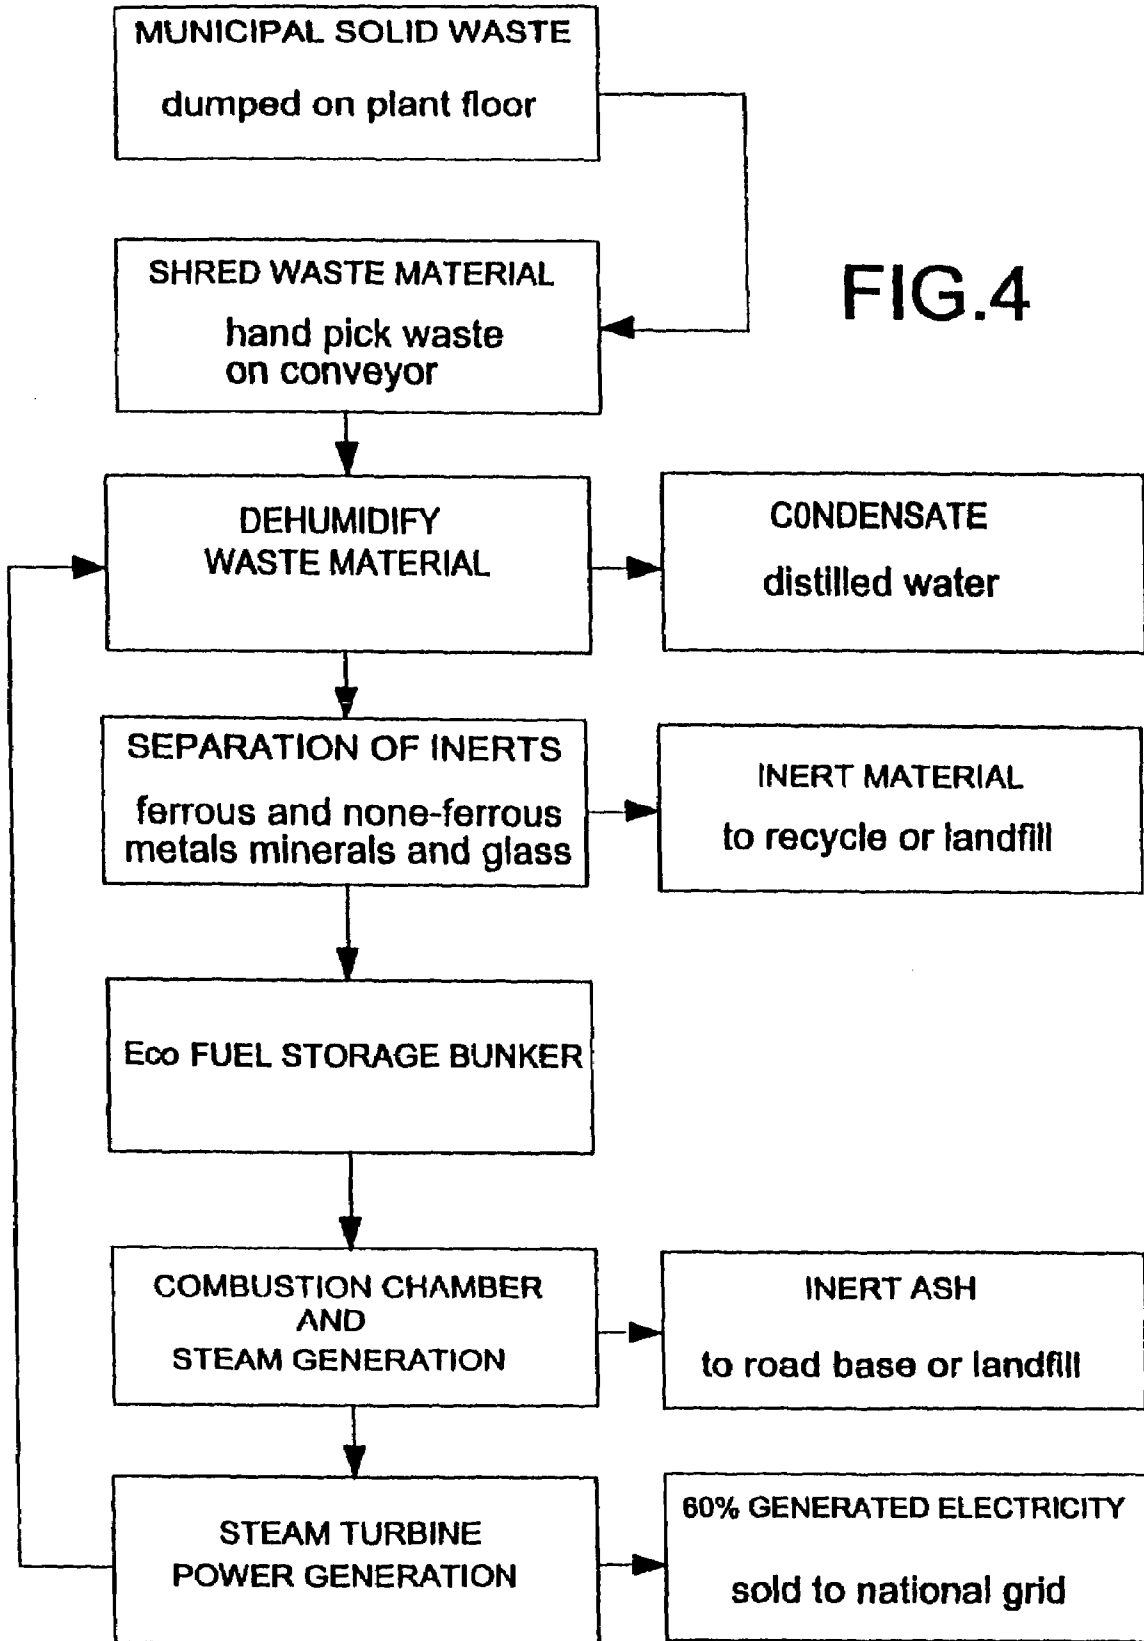 MUNICIPAL SOLID WASTE
dumped on plant floor
SHRED WASTE MATERIAL
hand pick waste
on conveyor
FIG.4
DEHUMIDIFY
WASTE MATERIAL
CONDENSATE
distilled water
SEPARATION OF INERTS
ferrous and none-ferrous
metals minerals and glass
INERT MATERIAL
to recycle or landfill
Eco FUEL STORAGE BUNKER
COMBUSTION CHAMBER
AND
STEAM GENERATION
INERT ASH
to road base or landfill
STEAM TURBINE
POWER GENERATION
60% GENERATED ELECTRICITY
sold to national grid